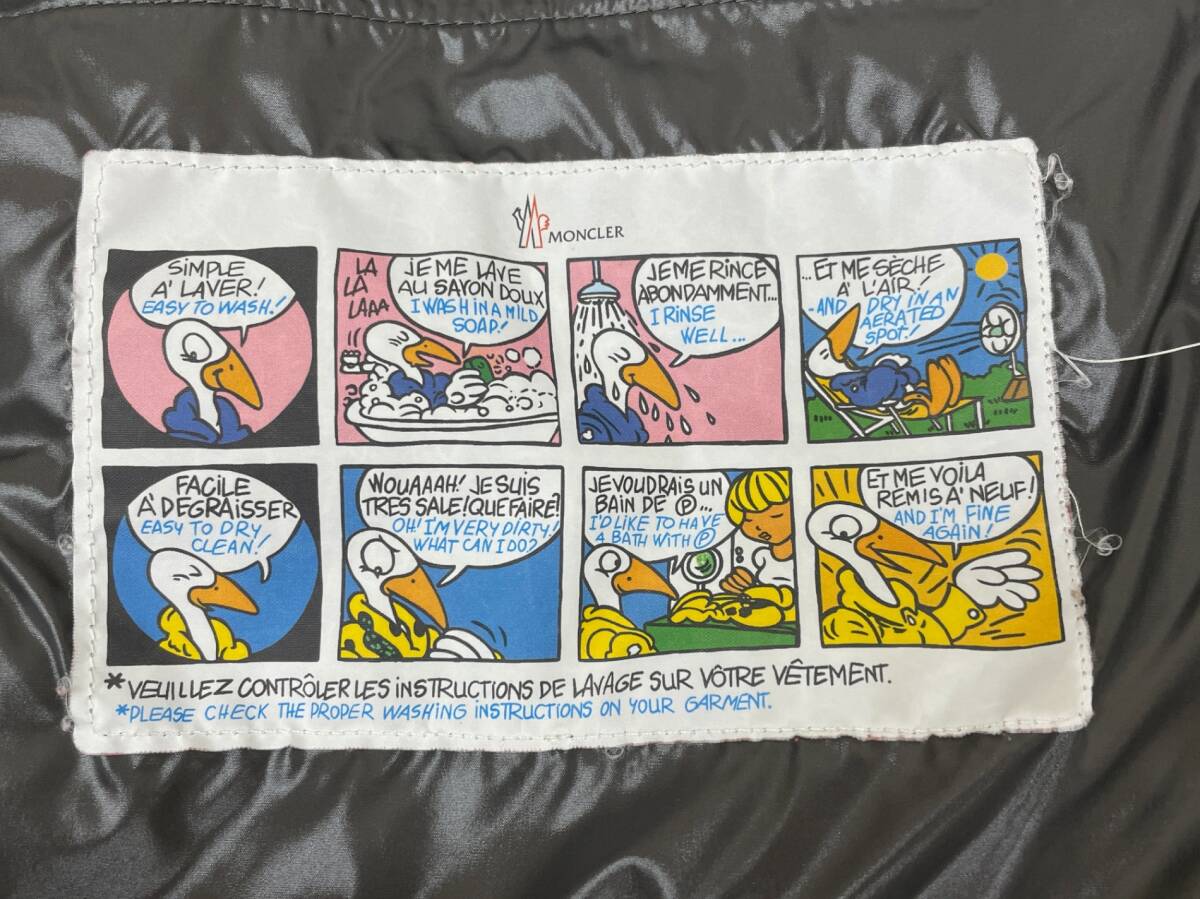 MONCLER
SIMPLE
A' LAVER!
EASY TO WASH!
LA
LA
LAAA
JE ME LAVE
AU SAYON DOUX
I WASH IN A MILD
SOAP!
JE ME RINCE
ABONDAMMENT...
I RINSE
WELL...
...ET ME SÈCHE
A' L'AIR!
-AND DRY IN AN
AERATED
SPOT!
FACILE
A' DEGRAISSER
EASY TO DRY
CLEAN!
WOUAAAH! JE SUIS
TRES SALE! QUE FAIRE?
OH! I'M VERY DIRTY!
WHAT CAN I DO?
JE VOUDRAIS UN
BAIN DE Ⓟ...
I'D LIKE TO HAVE
A BATH WITH Ⓟ
ET ME VOILA
REMIS A' NEUF!
AND I'M FINE
AGAIN!
*VEUILLEZ CONTRÔLER LES INSTRUCTIONS DE LAVAGE SUR VÔTRE VÊTEMENT.
*PLEASE CHECK THE PROPER WASHING INSTRUCTIONS ON YOUR GARMENT.